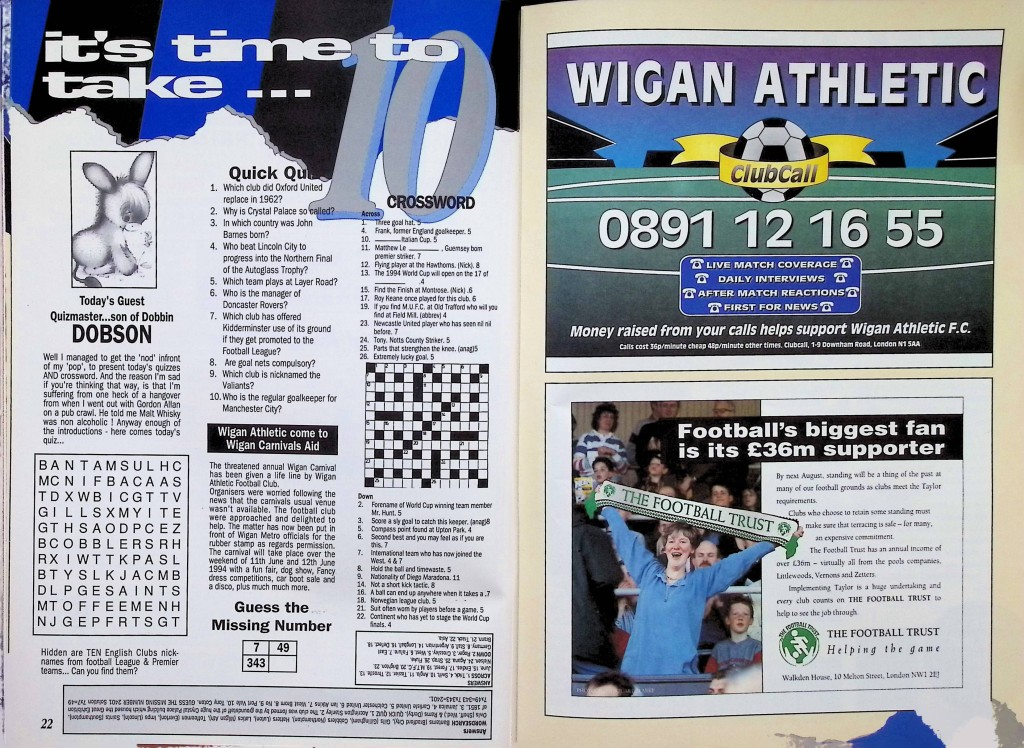 it's time to
take ...
10
Today's Guest
Quizmaster...son of Dobbin
DOBSON
Well I managed to get the 'nod' infront
of my 'pop', to present today's quizzes
AND crossword. And the reason I'm sad
if you're thinking that way, is that I'm
suffering from one heck of a hangover
from when I went out with Gordon Allan
on a pub crawl. He told me Malt Whisky
was non alcoholic ! Anyway enough of
the introductions - here comes today's
quiz...
BANTAMSULHC
MCNIFBACAAS
TDXWBICGTTV
GILLSXMYITE
GTHSAODPCEZ
BCOBBLERSRH
RXIWTTKPASL
BTYSLKJACMB
DLPGESAINTS
MTOFFEEMENH
NJGEPFRTSGT
Hidden are TEN English Clubs nick-
names from football League & Premier
teams... Can you find them?
Quick Qui
1. Which club did Oxford United
replace in 1962?
2. Why is Crystal Palace so called?
3. In which country was John
Barnes born?
4. Who beat Lincoln City to
progress into the Northern Final
of the Autoglass Trophy?
5. Which team plays at Layer Road?
6. Who is the manager of
Doncaster Rovers?
7. Which club has offered
Kidderminster use of its ground
if they get promoted to the
Football League?
8. Are goal nets compulsory?
9. Which club is nicknamed the
Valiants?
10. Who is the regular goalkeeper for
Manchester City?
Wigan Athletic come to
Wigan Carnivals Aid
The threatened annual Wigan Carnival
has been given a life line by Wigan
Athletic Football Club.
Organisers were worried following the
news that the carnivals usual venue
wasn't available. The football club
were approached and delighted to
help. The matter has now been put in
front of Wigan Metro officials for the
rubber stamp as regards permission.
The carnival will take place over the
weekend of 11th June and 12th June
1994 with a fun fair, dog show, Fancy
dress competitions, car boot sale and
a disco, plus much much more.
Guess the
Missing Number
7 49
343
CROSSWORD
Across
1. Three goal hat. 5
4. Frank, former England goalkeeper. 5
10. ______ Italian Cup. 5
11. Matthew Le ______, Guernsey born
premier striker. 7
12. Flying player at the Hawthorns. (Nick). 8
13. The 1994 World Cup will open on the 17 of
.4
15. Find the Finish at Montrose. (Nick) .6
17. Roy Keane once played for this club. 6
19. If you find M.U.F.C. at Old Trafford who will you
find at Field Mill. (abbrev) 4
23. Newcastle United player who has seen nil nil
before. 7
24. Tony. Notts County Striker. 5
25. Parts that strengthen the knee. (anag)5
26. Extremely lucky goal. 5
Down
2. Forename of World Cup winning team member
Mr. Hunt. 5
3. Score a sly goal to catch this keeper. (anag)8
5. Compass point found at Upton Park. 4
6. Second best and you may feel as if you are
this. 7
7. International team who has now joined the
West. 4 & 7
8. Hold the ball and timewaste. 5
9. Nationality of Diego Maradona. 11
14. Not a short kick tactic. 8
16. A ball can end up anywhere when it takes a .7
18. Norwegian league club. 5
21. Suit often worn by players before a game. 5
22. Continent who has yet to stage the World Cup
finals. 4
22
WIGAN ATHLETIC
ClubCall
0891 12 16 55
LIVE MATCH COVERAGE
DAILY INTERVIEWS
AFTER MATCH REACTIONS
FIRST FOR NEWS
Money raised from your calls helps support Wigan Athletic F.C.
Calls cost 36p/minute cheap 48p/minute other times. Clubcall, 1-9 Downham Road, London N1 5AA
Football's biggest fan
is its £36m supporter
THE FOOTBALL TRUST
By next August, standing will be a thing of the past at
many of our football grounds as clubs meet the Taylor
requirements.
Clubs who choose to retain some standing must
make sure that terracing is safe – for many,
an expensive commitment.
The Football Trust has an annual income of
over £36m – virtually all from the pools companies,
Littlewoods, Vernons and Zetters.
Implementing Taylor is a huge undertaking and
every club counts on THE FOOTBALL TRUST to
help to see the job through.
THE FOOTBALL TRUST
Helping the game
Walkden House, 10 Melton Street, London NW1 2EJ